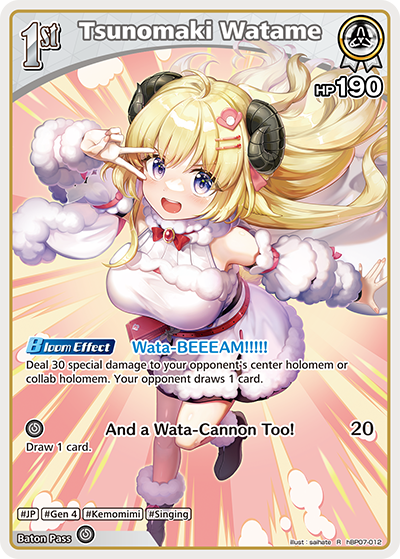 1st
Tsunomaki Watame
HP190
Bloom Effect
Wata-BEEEAM!!!!!
Deal 30 special damage to your opponent's center holomem or
collab holomem. Your opponent draws 1 card.
And a Wata-Cannon Too! 20
Draw 1 card.
#JP #Gen 4 #Kemomimi #Singing
Baton Pass
illust : saihate R hBP07-012